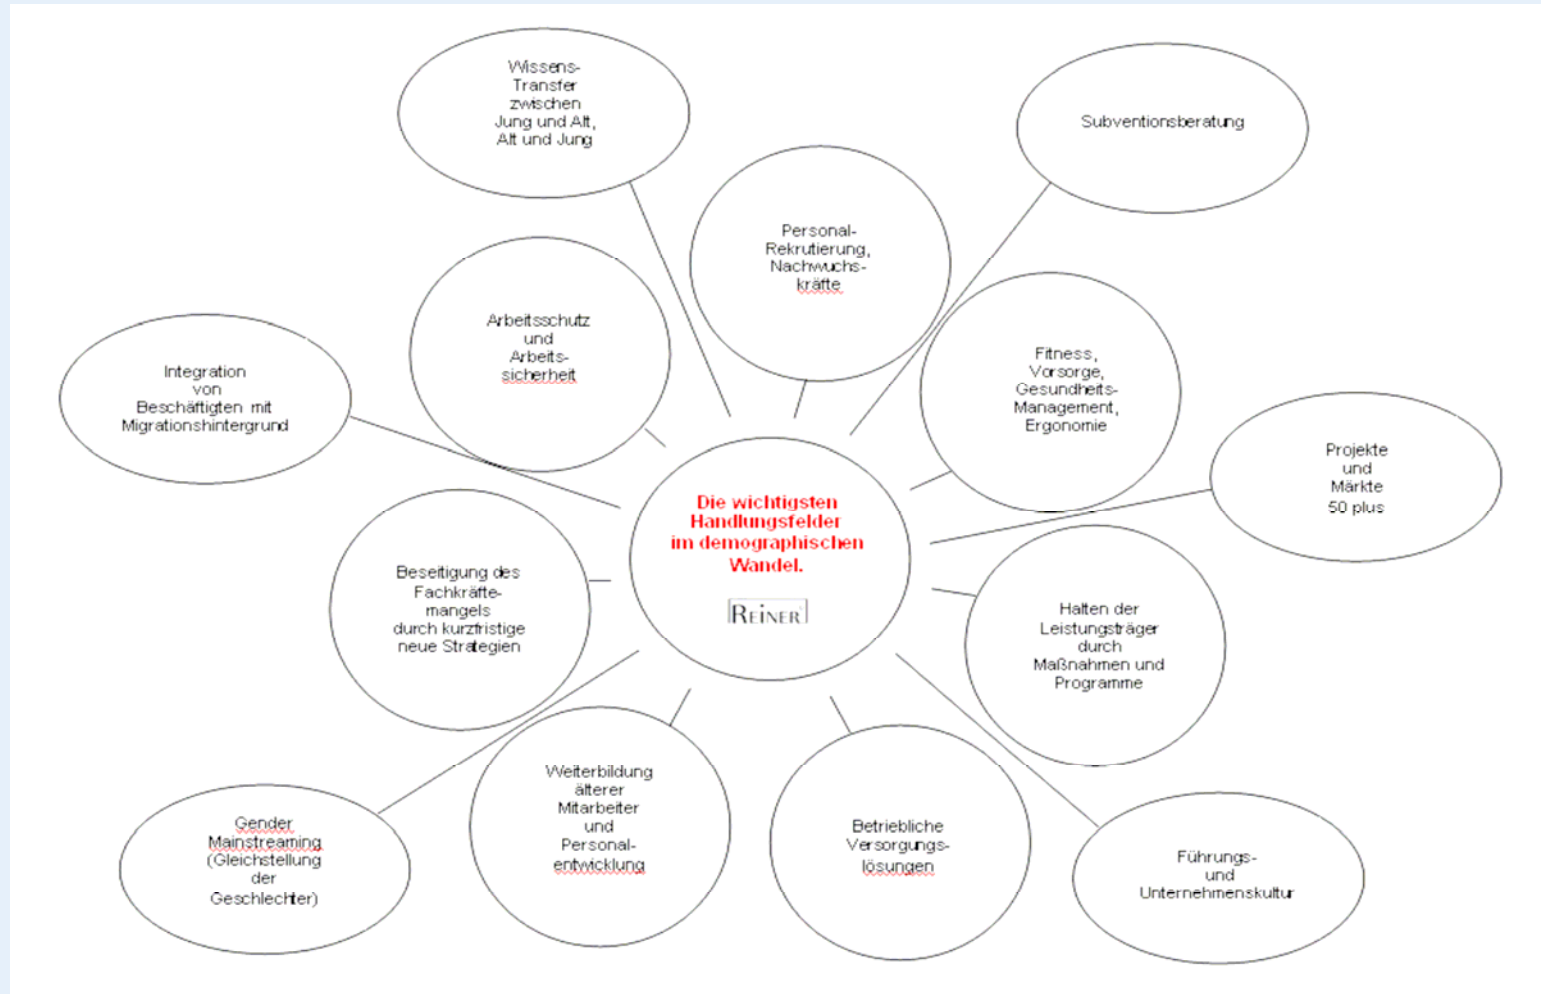 Wissens-
Transfer
zwischen
Jung und Alt,
Alt und Jung
Subventionsberatung
Personal-
Rekrutierung,
Nachwuchs-
kräfte
Arbeitsschutz
und
Arbeits-
sicherheit
Fitness,
Vorsorge,
Gesundheits-
Management,
Ergonomie
Integration
von
Beschäftigten mit
Migrationshintergrund
Projekte
und
Märkte
50 plus
Die wichtigsten
Handlungsfelder
im demographischen
Wandel.
REINER
Beseitigung des
Fachkräfte-
mangels
durch kurzfristige
neue Strategien
Halten der
Leistungsträger
durch
Maßnahmen und
Programme
Gender
Mainstreaming
(Gleichstellung
der
Geschlechter)
Weiterbildung
älterer
Mitarbeiter
und
Personal-
entwicklung
Betriebliche
Versorgungs-
lösungen
Führungs-
und
Unternehmenskultur